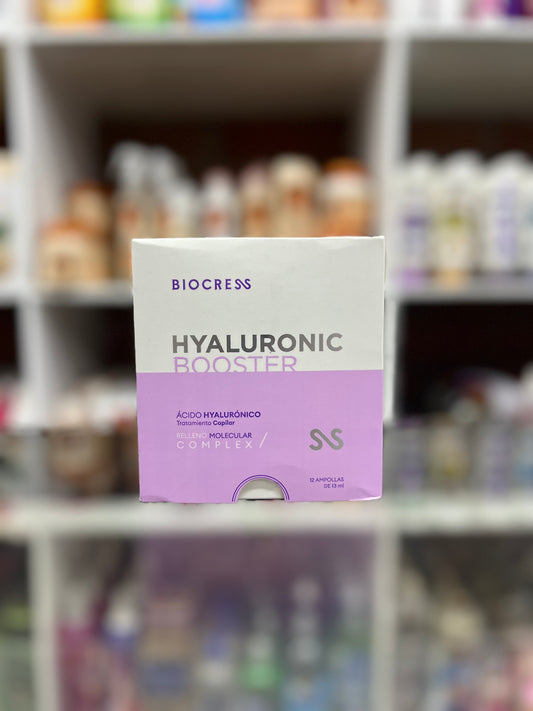 BIOCRESS
HYALURONIC
BOOSTER
ÁCIDO HYALURÓNICO
Tratamiento Capilar
RELLENO MOLECULAR
COMPLEX /
12 AMPOLLAS
DE 13 ml